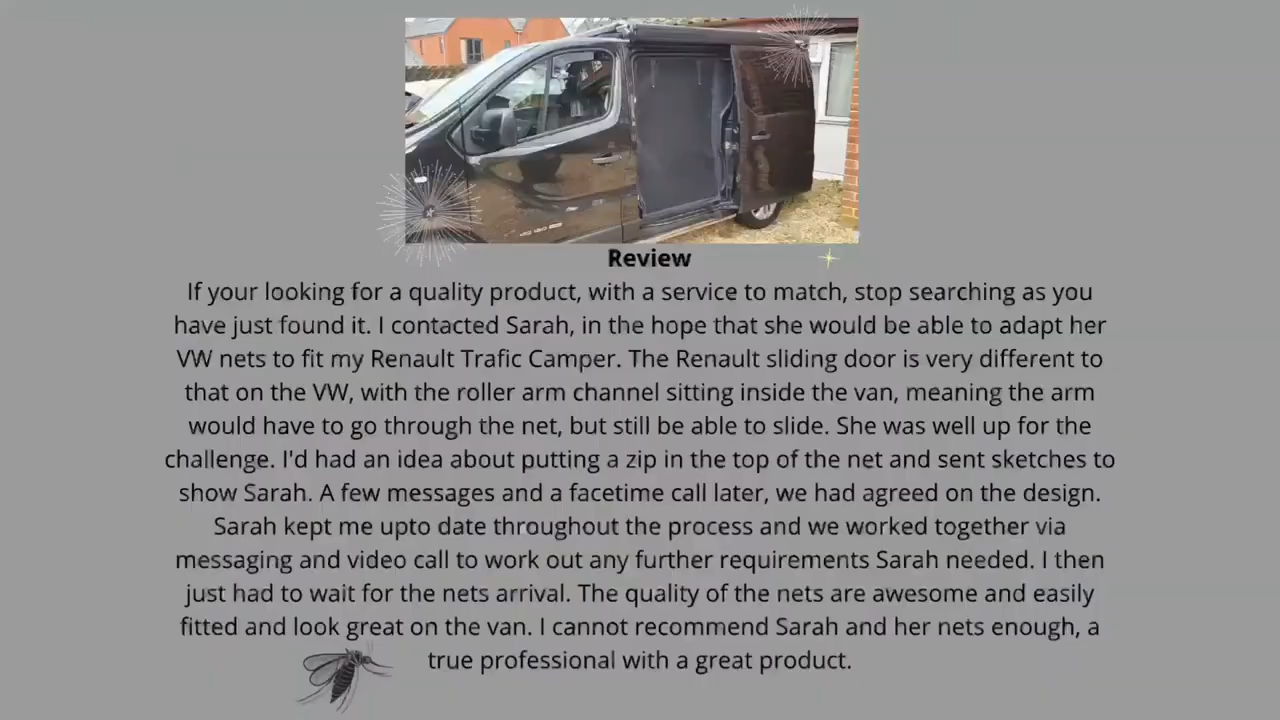 Review
If your looking for a quality product, with a service to match, stop searching as you
have just found it. I contacted Sarah, in the hope that she would be able to adapt her
VW nets to fit my Renault Trafic Camper. The Renault sliding door is very different to
that on the VW, with the roller arm channel sitting inside the van, meaning the arm
would have to go through the net, but still be able to slide. She was well up for the
challenge. I'd had an idea about putting a zip in the top of the net and sent sketches to
show Sarah. A few messages and a facetime call later, we had agreed on the design.
Sarah kept me upto date throughout the process and we worked together via
messaging and video call to work out any further requirements Sarah needed. I then
just had to wait for the nets arrival. The quality of the nets are awesome and easily
fitted and look great on the van. I cannot recommend Sarah and her nets enough, a
true professional with a great product.